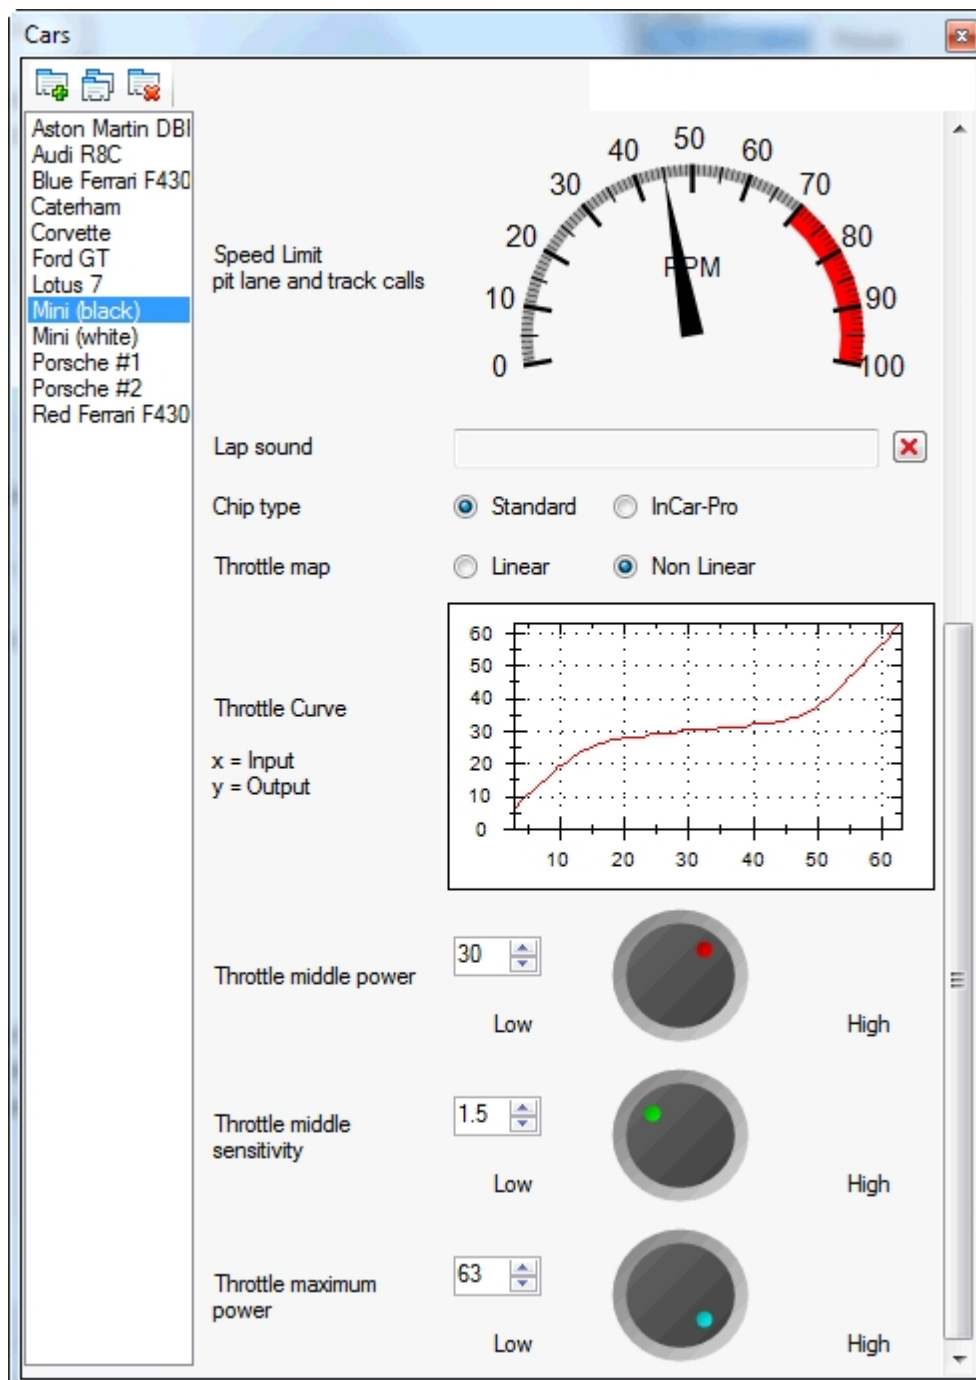 Cars
Aston Martin DB
Audi R8C
Blue Ferrari F430
Caterham
Corvette
Ford GT
Lotus 7
Mini (black)
Mini (white)
Porsche #1
Porsche #2
Red Ferrari F430
Speed Limit
pit lane and track calls
0 10 20 30 40 50 60 70 80 90 100
RPM
Lap sound
Chip type Standard InCar-Pro
Throttle map Linear Non Linear
Throttle Curve
x = Input
y = Output
60
50
40
30
20
10
0
10 20 30 40 50 60
Throttle middle power 30
Low High
Throttle middle
sensitivity
1.5
Low High
Throttle maximum
power
63
Low High